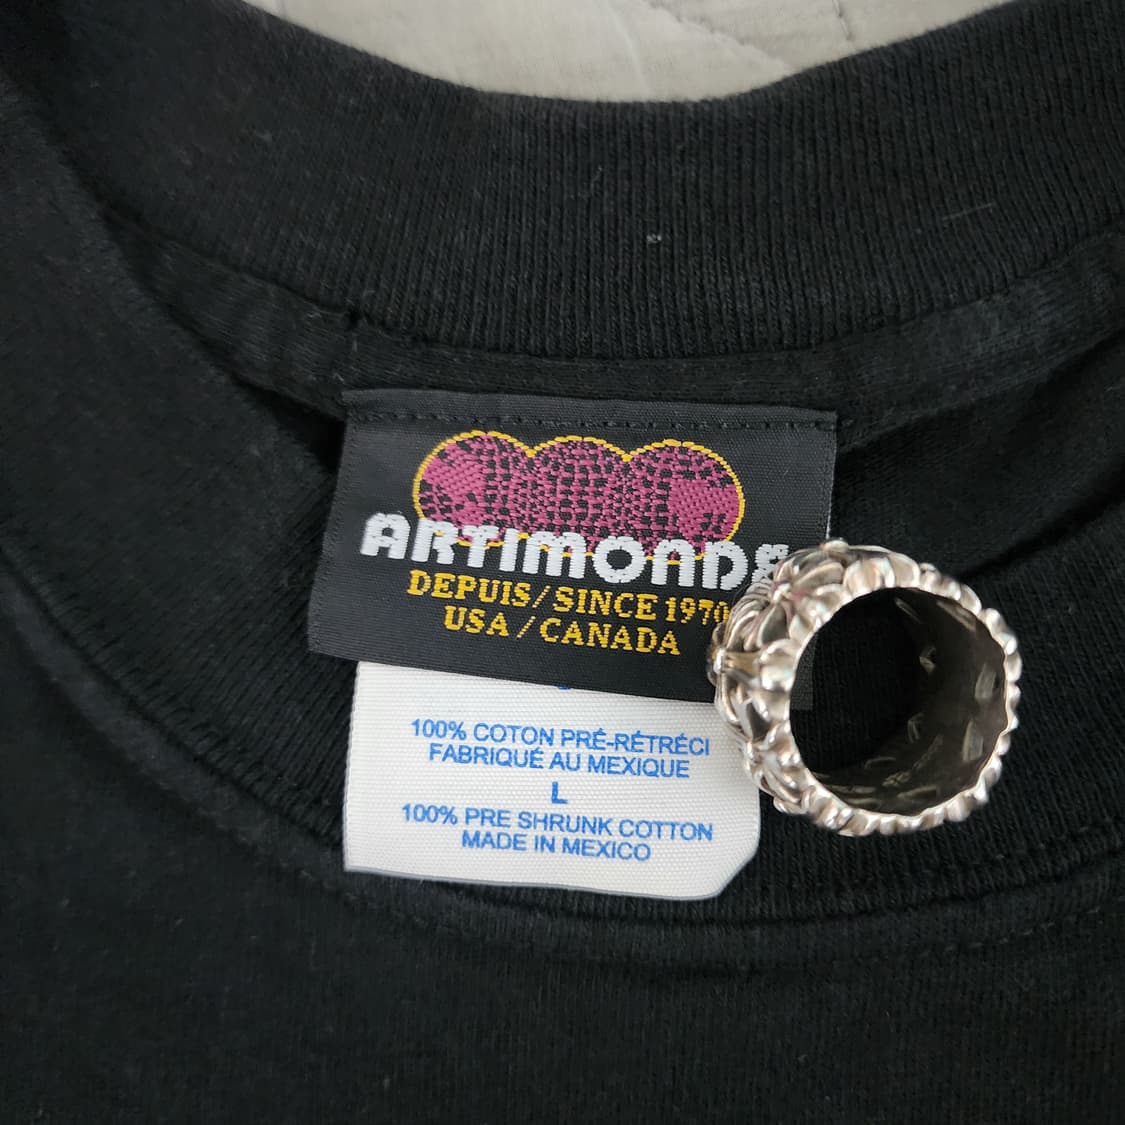 ARTIMONDE
DEPUIS/SINCE 1970
USA/CANADA
100% COTON PRÉ-RÉTRÉCI
FABRIQUÉ AU MEXIQUE
L
100% PRE SHRUNK COTTON
MADE IN MEXICO